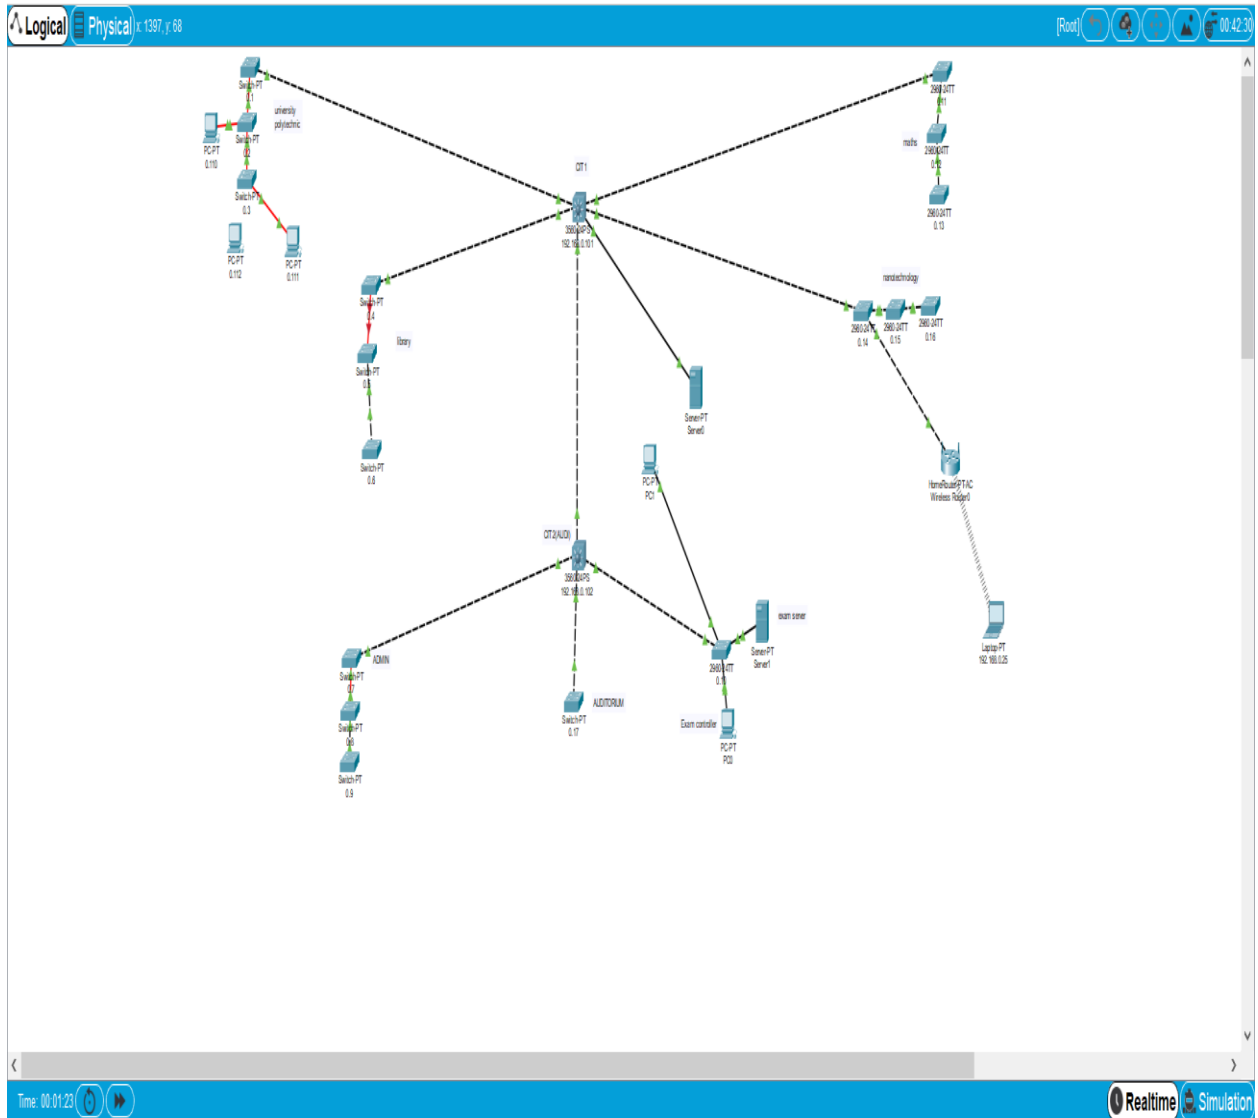 Logical
Physical
x: 1397, y: 68
[Root]
00:42:30
Switch-PT
0.1
university
polytechnic
PC-PT
0.110
Switch-PT
0.2
Switch-PT
0.3
PC-PT
0.112
PC-PT
0.111
CIT1
3560-24PS
192.168.0.101
2960-24TT
0.11
maths
2960-24TT
0.12
2960-24TT
0.13
Switch-PT
0.4
library
Switch-PT
0.5
Switch-PT
0.6
nanotechnology
2960-24TT
0.14
2960-24TT
0.15
2960-24TT
0.16
Server-PT
Server0
PC-PT
PC1
HomeRouter-PT-AC
Wireless Router0
CIT2(AUDI)
3560-24PS
192.168.0.102
exam server
Server-PT
Server1
Laptop-PT
192.168.0.25
ADMIN
Switch-PT
0.7
Switch-PT
0.8
Switch-PT
0.9
AUDITORIUM
Switch-PT
0.17
2960-24TT
Exam controller
PC-PT
PC0
Time: 00:01:23
Realtime
Simulation